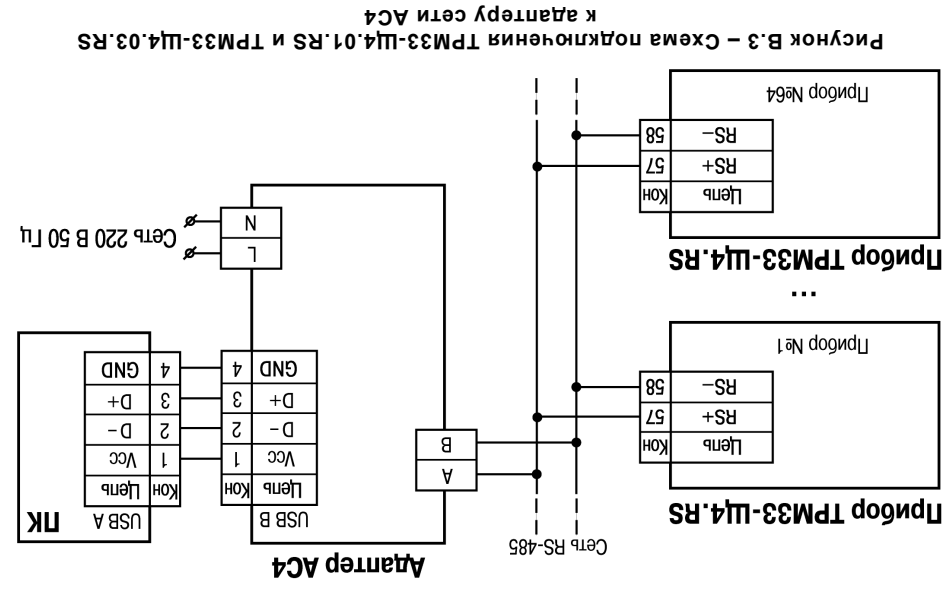 Адаптер АС4
Сеть RS-485
Прибор ТРМ33-Щ4.RS
Цепь Кон
RS+ 57
RS– 58
Прибор №1
...
Прибор ТРМ33-Щ4.RS
Цепь Кон
RS+ 57
RS– 58
Прибор №64
A
B
USB B
Цепь Кон
Vcc 1
D– 2
D+ 3
GND 4
L
N
Сеть 220 В 50 Гц
USB A
ПК
Кон Цепь
1 Vcc
2 D–
3 D+
4 GND
Рисунок В.3 – Схема подключения ТРМ33-Щ4.01.RS и ТРМ33-Щ4.03.RS
к адаптеру сети АС4